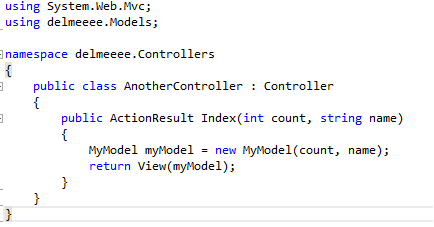 using System.Web.Mvc;
using delmeeee.Models;
namespace delmeeee.Controllers
{
public class AnotherController : Controller
{
public ActionResult Index(int count, string name)
{
MyModel myModel = new MyModel(count, name);
return View(myModel);
}
}
}